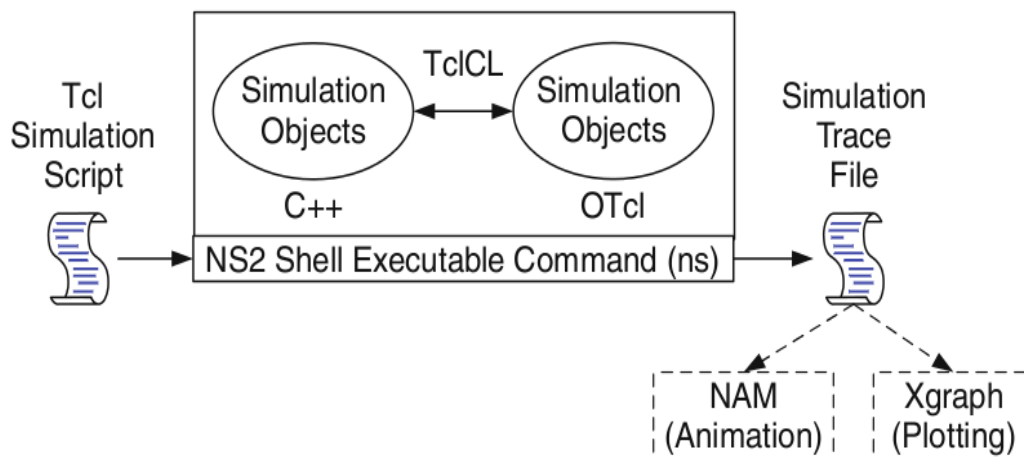 Tcl
Simulation
Script
Simulation
Objects
C++
TclCL
Simulation
Objects
OTcl
NS2 Shell Executable Command (ns)
Simulation
Trace
File
NAM
(Animation)
Xgraph
(Plotting)